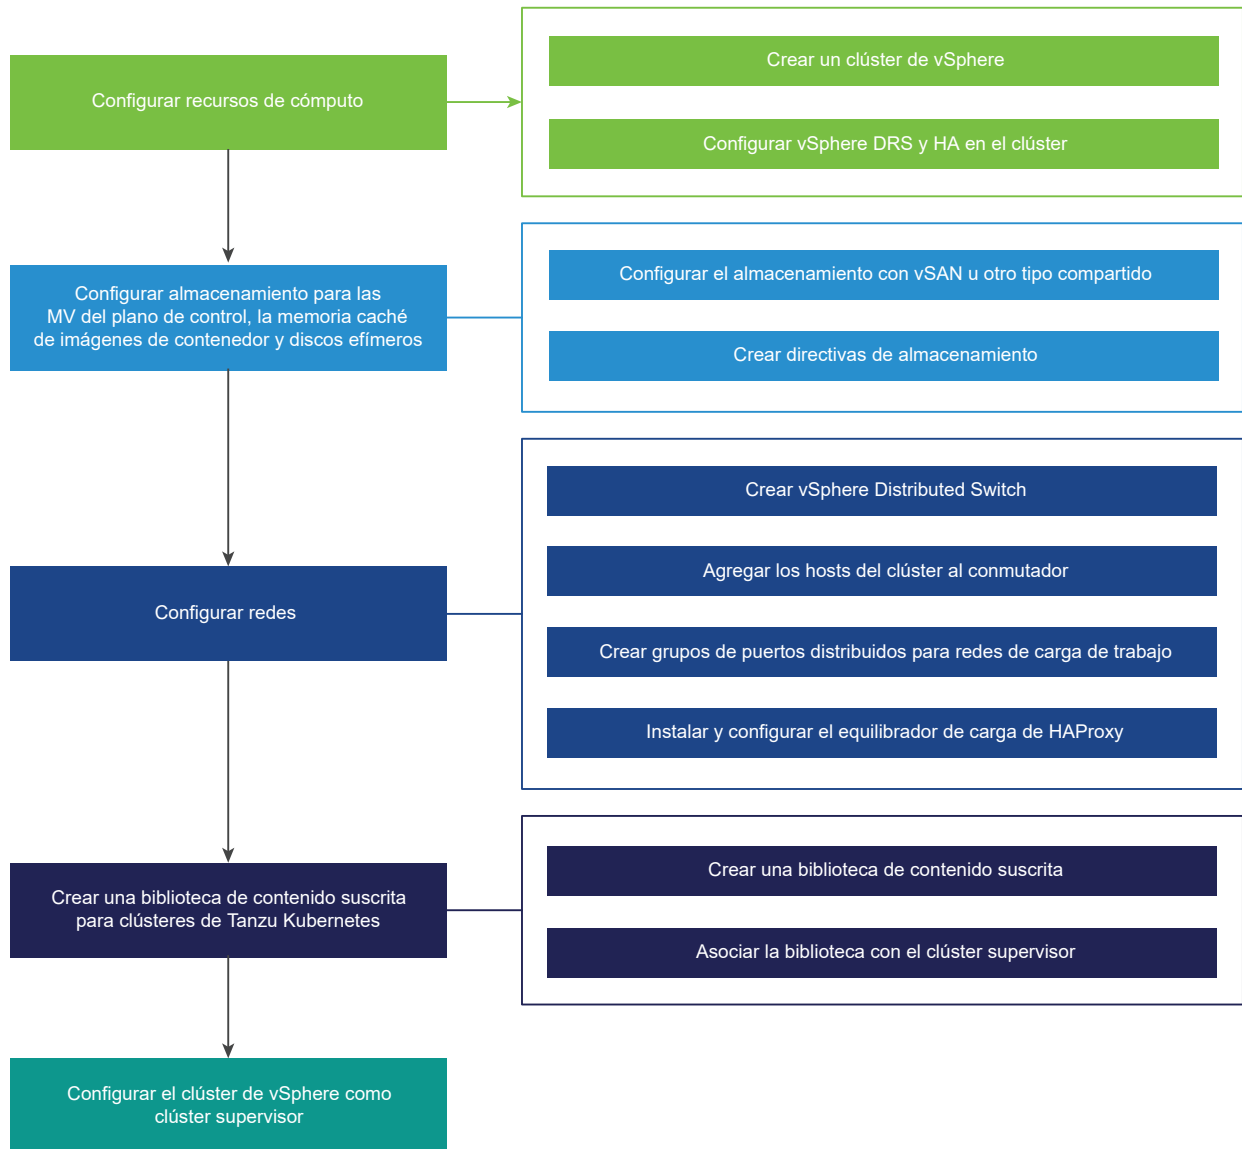 Configurar recursos de cómputo
Crear un clúster de vSphere
Configurar vSphere DRS y HA en el clúster
Configurar almacenamiento para las
MV del plano de control, la memoria caché
de imágenes de contenedor y discos efímeros
Configurar el almacenamiento con vSAN u otro tipo compartido
Crear directivas de almacenamiento
Configurar redes
Crear vSphere Distributed Switch
Agregar los hosts del clúster al conmutador
Crear grupos de puertos distribuidos para redes de carga de trabajo
Instalar y configurar el equilibrador de carga de HAProxy
Crear una biblioteca de contenido suscrita
para clústeres de Tanzu Kubernetes
Crear una biblioteca de contenido suscrita
Asociar la biblioteca con el clúster supervisor
Configurar el clúster de vSphere como
clúster supervisor